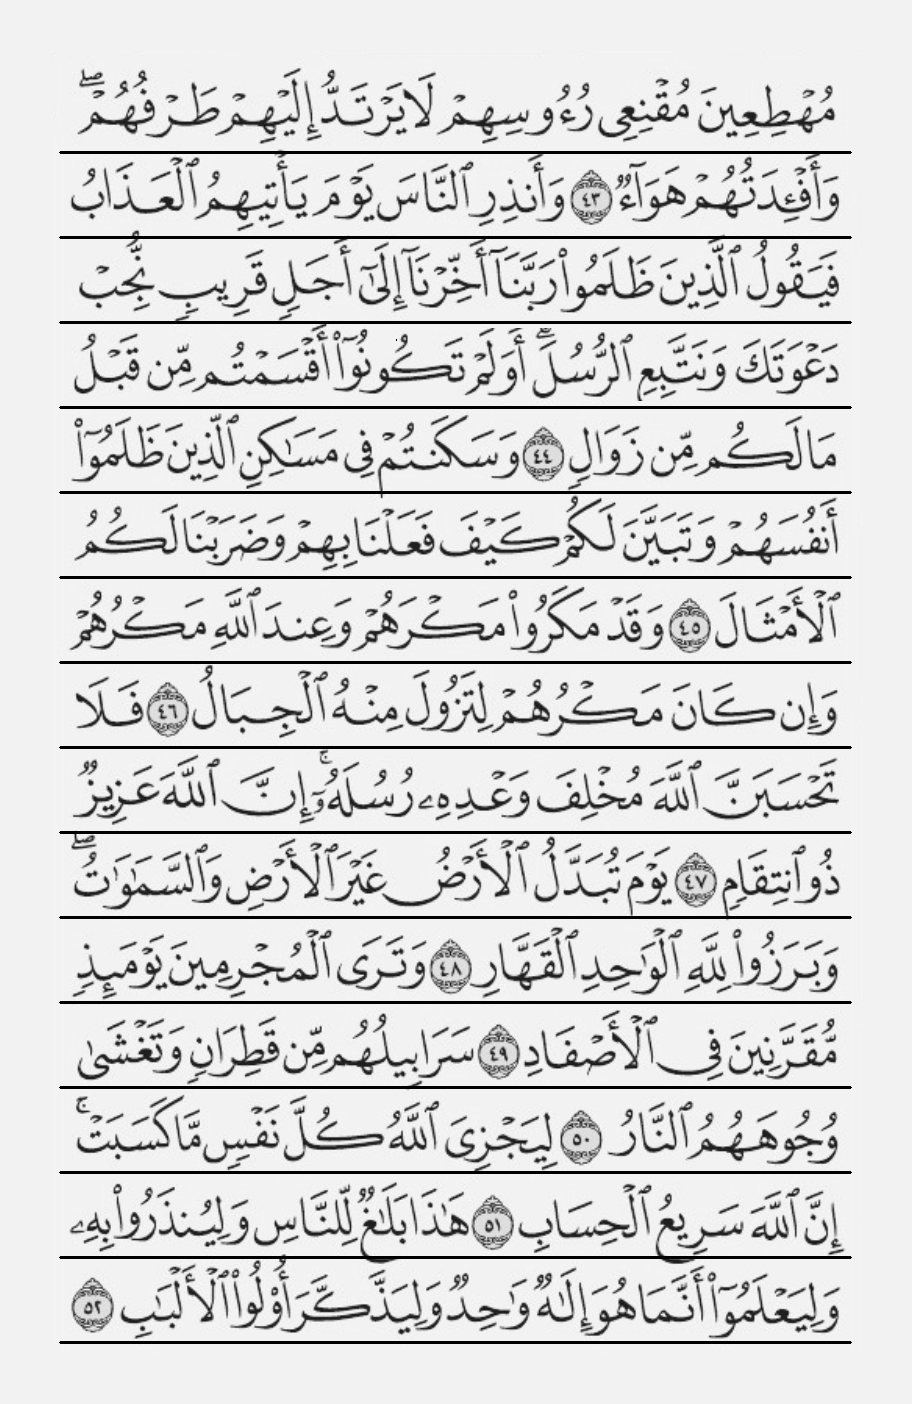 مُهْطِعِينَ مُقْنِعِى رُءُوسِهِمْ لَا يَرْتَدُّ إِلَيْهِمْ طَرْفُهُمْ ۖ
وَأَفْـِٔدَتُهُمْ هَوَآءٌ ٤٣ وَأَنذِرِ ٱلنَّاسَ يَوْمَ يَأْتِيهِمُ ٱلْعَذَابُ
فَيَقُولُ ٱلَّذِينَ ظَلَمُوا۟ رَبَّنَآ أَخِّرْنَآ إِلَىٰٓ أَجَلٍ قَرِيبٍ نُّجِبْ
دَعْوَتَكَ وَنَتَّبِعِ ٱلرُّسُلَ ۗ أَوَلَمْ تَكُونُوٓا۟ أَقْسَمْتُم مِّن قَبْلُ
مَا لَكُم مِّن زَوَالٍ ٤٤ وَسَكَنتُمْ فِى مَسَـٰكِنِ ٱلَّذِينَ ظَلَمُوٓا۟
أَنفُسَهُمْ وَتَبَيَّنَ لَكُمْ كَيْفَ فَعَلْنَا بِهِمْ وَضَرَبْنَا لَكُمُ
ٱلْأَمْثَالَ ٤٥ وَقَدْ مَكَرُوا۟ مَكْرَهُمْ وَعِندَ ٱللَّهِ مَكْرُهُمْ
وَإِن كَانَ مَكْرُهُمْ لِتَزُولَ مِنْهُ ٱلْجِبَالُ ٤٦ فَلَا
تَحْسَبَنَّ ٱللَّهَ مُخْلِفَ وَعْدِهِۦ رُسُلَهُۥٓ ۚ إِنَّ ٱللَّهَ عَزِيزٌ
ذُو ٱنتِقَامٍ ٤٧ يَوْمَ تُبَدَّلُ ٱلْأَرْضُ غَيْرَ ٱلْأَرْضِ وَٱلسَّمَـٰوَٰتُ ۖ
وَبَرَزُوا۟ لِلَّهِ ٱلْوَٰحِدِ ٱلْقَهَّارِ ٤٨ وَتَرَى ٱلْمُجْرِمِينَ يَوْمَئِذٍ
مُّقَرَّنِينَ فِى ٱلْأَصْفَادِ ٤٩ سَرَابِيلُهُم مِّن قَطِرَانٍ وَتَغْشَىٰ
وُجُوهَهُمُ ٱلنَّارُ ٥٠ لِيَجْزِىَ ٱللَّهُ كُلَّ نَفْسٍ مَّا كَسَبَتْ ۚ
إِنَّ ٱللَّهَ سَرِيعُ ٱلْحِسَابِ ٥١ هَـٰذَا بَلَـٰغٌ لِّلنَّاسِ وَلِيُنذَرُوا۟ بِهِۦ
وَلِيَعْلَمُوٓا۟ أَنَّمَا هُوَ إِلَـٰهٌ وَٰحِدٌ وَلِيَذَّكَّرَ أُو۟لُوا۟ ٱلْأَلْبَـٰبِ ٥٢